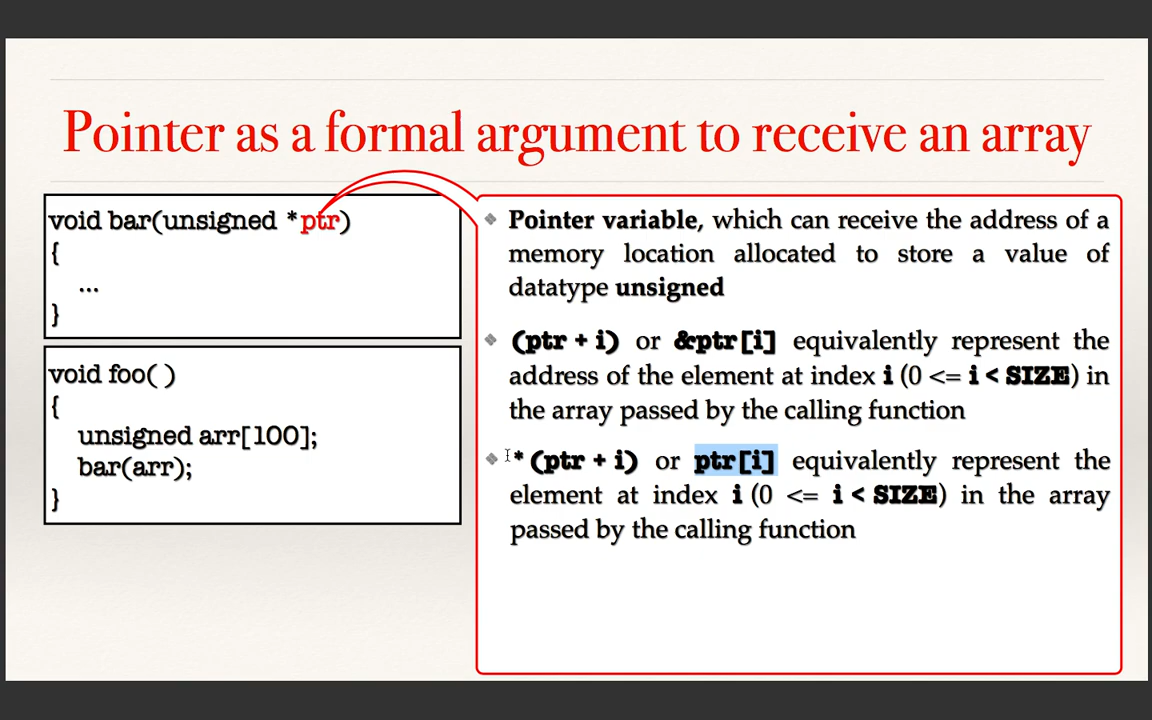 Pointer as a formal argument to receive an array
void bar(unsigned *ptr)
{
...
}
void foo( )
{
unsigned arr[100];
bar(arr);
}
Pointer variable, which can receive the address of a
memory location allocated to store a value of
datatype unsigned
(ptr + i) or &ptr[i] equivalently represent the
address of the element at index i (0 <= i < SIZE) in
the array passed by the calling function
*(ptr + i) or ptr[i] equivalently represent the
element at index i (0 <= i < SIZE) in the array
passed by the calling function